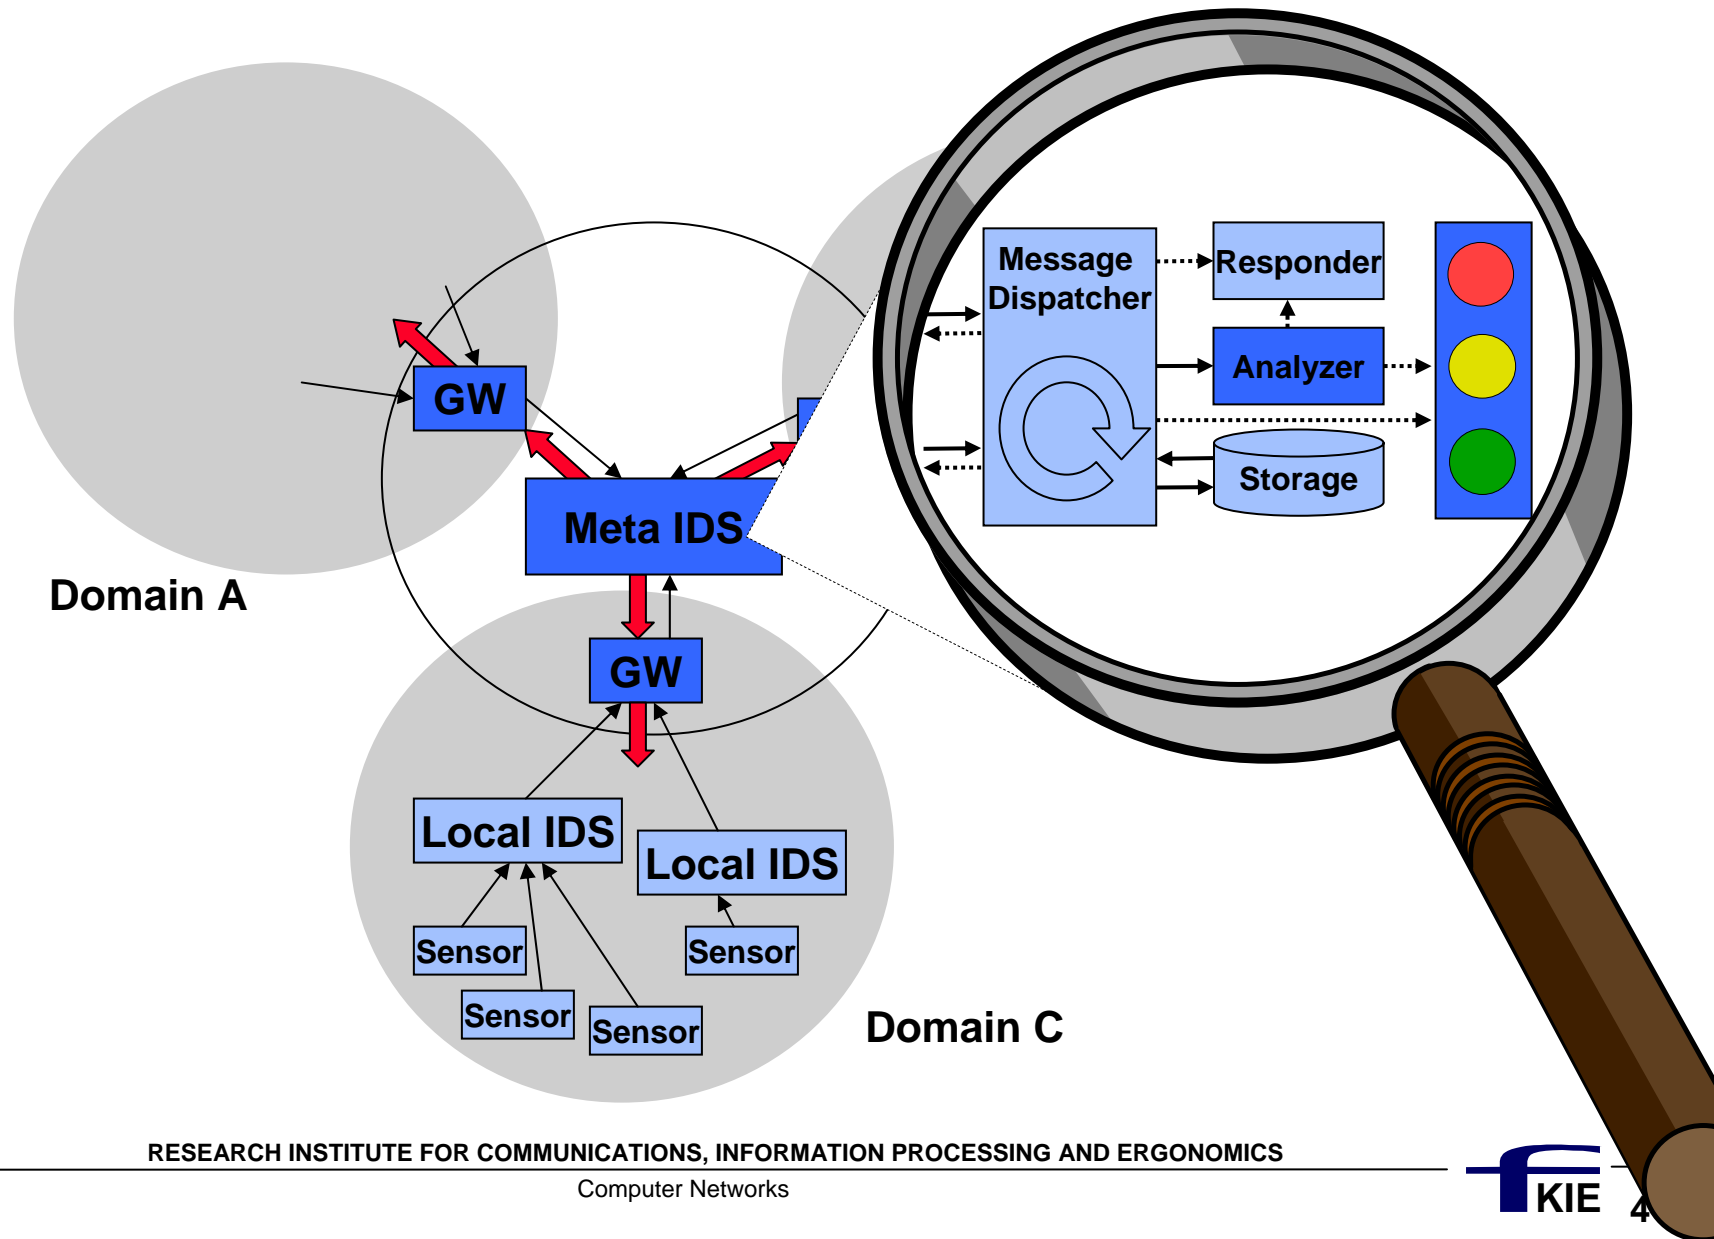 Message
Dispatcher
Responder
Analyzer
Storage
GW
Meta IDS
Domain A
GW
Local IDS
Local IDS
Sensor
Sensor
Sensor
Sensor
Domain C
RESEARCH INSTITUTE FOR COMMUNICATIONS, INFORMATION PROCESSING AND ERGONOMICS
Computer Networks
KIE
4